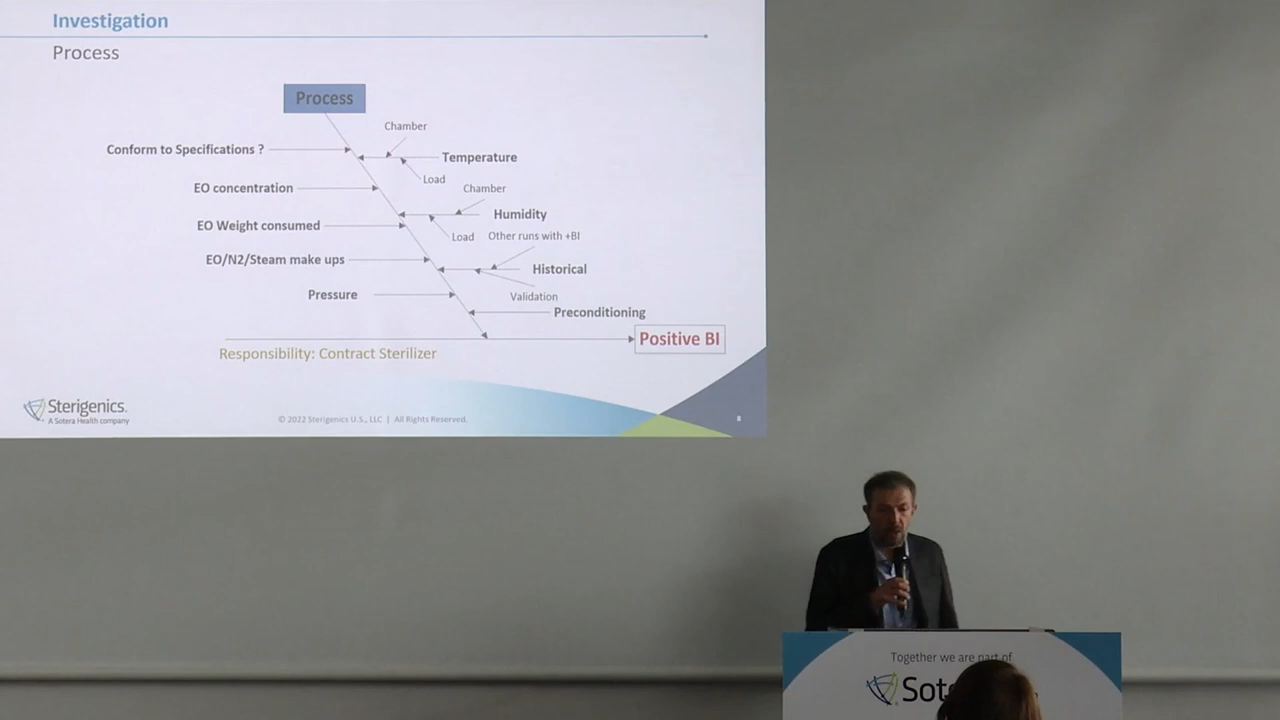 Investigation
Process
Process
Chamber
Conform to Specifications ?
Temperature
Load
EO concentration
Chamber
Humidity
EO Weight consumed
Load
Other runs with +BI
EO/N2/Steam make ups
Historical
Pressure
Validation
Preconditioning
Positive BI
Responsibility: Contract Sterilizer
Sterigenics.
A Sotera Health company
© 2022 Sterigenics U.S., LLC | All Rights Reserved.
8
Together we are part of